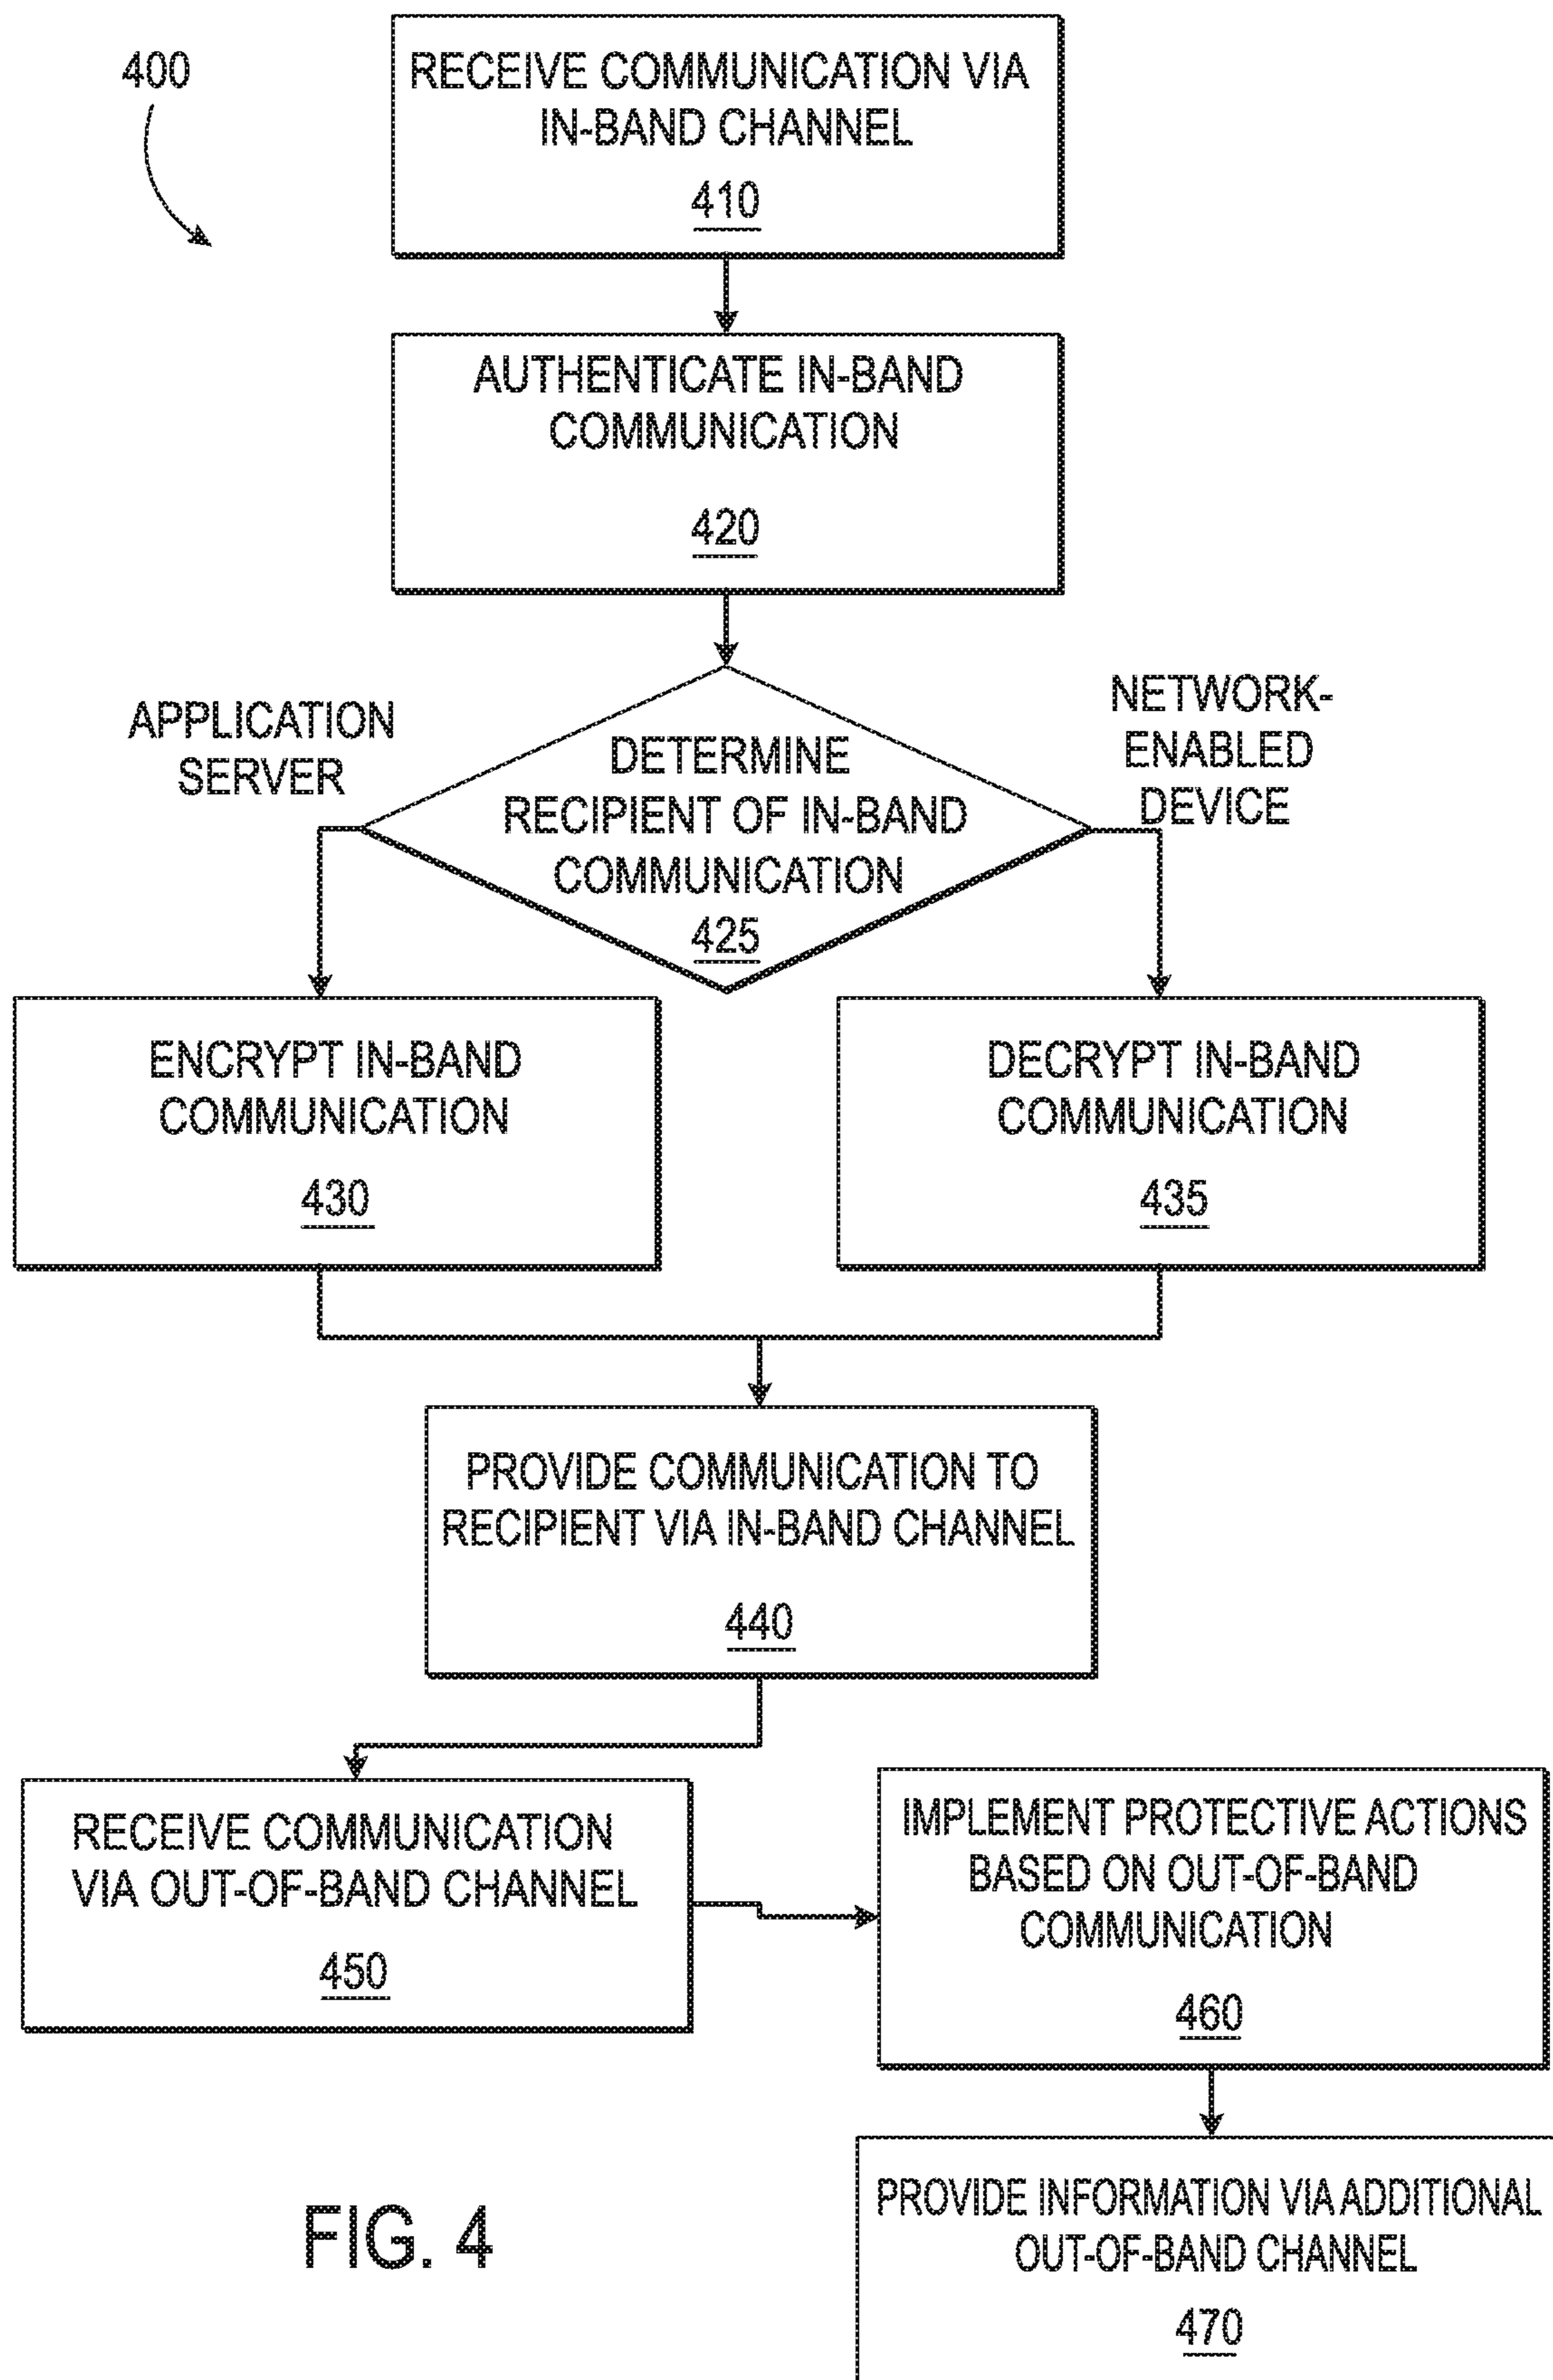 400
RECEIVE COMMUNICATION VIA
IN-BAND CHANNEL
410
AUTHENTICATE IN-BAND
COMMUNICATION
420
APPLICATION
SERVER
DETERMINE
RECIPIENT OF IN-BAND
COMMUNICATION
425
NETWORK-
ENABLED
DEVICE
ENCRYPT IN-BAND
COMMUNICATION
430
DECRYPT IN-BAND
COMMUNICATION
435
PROVIDE COMMUNICATION TO
RECIPIENT VIA IN-BAND CHANNEL
440
RECEIVE COMMUNICATION
VIA OUT-OF-BAND CHANNEL
450
IMPLEMENT PROTECTIVE ACTIONS
BASED ON OUT-OF-BAND
COMMUNICATION
460
PROVIDE INFORMATION VIA ADDITIONAL
OUT-OF-BAND CHANNEL
470
FIG. 4